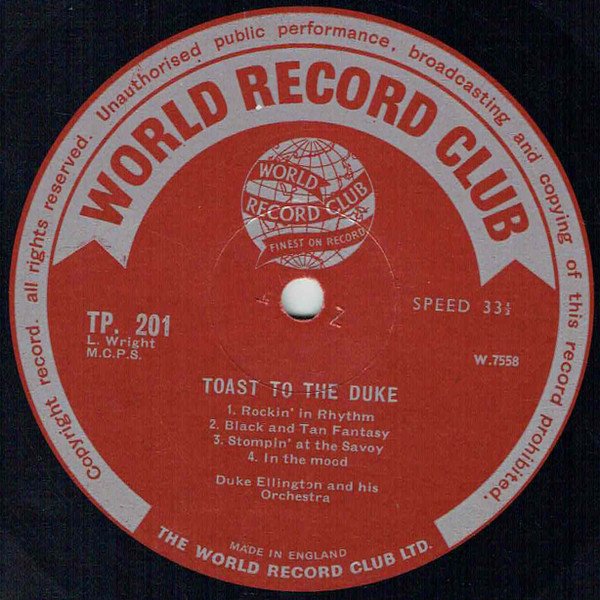 Copyright record. all rights reserved. Unauthorised public performance, broadcasting and copying of this record prohibited.
WORLD RECORD CLUB
WORLD
RECORD CLUB
FINEST ON RECORD
SPEED 33⅓
TP. 201
L. Wright
M.C.P.S.
W.7558
TOAST TO THE DUKE
1. Rockin' in Rhythm
2. Black and Tan Fantasy
3. Stompin' at the Savoy
4. In the mood
Duke Ellington and his
Orchestra
MADE IN ENGLAND
THE WORLD RECORD CLUB LTD.